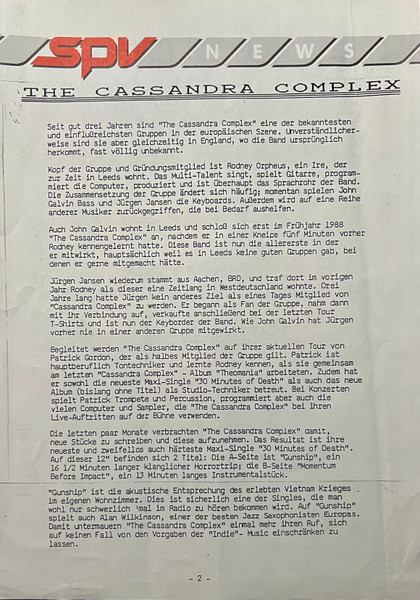 SPV NEWS
THE CASSANDRA COMPLEX
Seit gut drei Jahren sind "The Cassandra Complex" eine der bekanntesten
und einflußreichsten Gruppen in der europäischen Szene. Unverständlicher-
weise sind sie aber gleichzeitig in England, wo die Band ursprünglich
herkommt, fast völlig unbekannt.
Kopf der Gruppe und Gründungsmitglied ist Rodney Orpheus, ein Ire, der
zur Zeit in Leeds wohnt. Das Multi-Talent singt, spielt Gitarre, program-
miert die Computer, produziert und ist überhaupt das Sprachrohr der Band.
Die Zusammensetzung der Gruppe ändert sich häufig; momentan spielen John
Galvin Bass und Jürgen Jansen die Keyboards. Außerdem wird auf eine Reihe
anderer Musiker zurückgegriffen, die bei Bedarf aushelfen.
Auch John Galvin wohnt in Leeds und schloß sich erst im Frühjahr 1988
"The Cassandra Complex" an, nachdem er in einer Kneipe fünf Minuten vorher
Rodney kennengelernt hatte. Diese Band ist nun die allererste in der
er mitwirkt, hauptsächlich weil es in Leeds keine guten Gruppen gab, bei
denen er gerne mitgemacht hätte.
Jürgen Jansen wiederum stammt aus Aachen, BRD, und traf dort im vorigen
Jahr Rodney als dieser eine Zeitlang in Westdeutschland wohnte. Drei
Jahre lang hatte Jürgen kein anderes Ziel als eines Tages Mitglied von
"Cassandra Complex" zu werden. Er begann als Fan der Gruppe, nahm dann
mit ihr Verbindung auf, verkaufte anschließend bei der letzten Tour
T-Shirts und ist nun der Keyborder der Band. Wie John Galvin hat Jürgen
vorher nie in einer anderen Gruppe mitgewirkt.
Begleitet werden "The Cassandra Complex" auf ihrer aktuellen Tour von
Patrick Gordon, der als halbes Mitglied der Gruppe gilt. Patrick ist
hauptberuflich Tontechniker und lernte Rodney kennen, als sie gemeinsam
am letzten "Cassandra Complex" - Album "Theomania" arbeiteten. Zudem hat
er sowohl die neueste Maxi-Single "30 Minutes of Death" als auch das neue
Album (bislang ohne Titel) als Studio-Techniker betreut. Bei Konzerten
spielt Patrick Trompete und Percussion, programmiert aber auch die
vielen Computer und Sampler, die "The Cassandra Complex" bei ihren
Live-Auftritten auf der Bühne verwenden.
Die letzten paar Monate verbrachten "The Cassandra Complex" damit,
neue Stücke zu schreiben und diese aufzunehmen. Das Resultat ist ihre
neueste und zweifellos auch härteste Maxi-Single "30 Minutes of Death".
Auf dieser 12" befinden sich 2 Titel: Die A-Seite ist "Gunship", ein
16 1/2 Minuten langer klanglicher Horrortrip; die B-Seite "Momentum
Before Impact", ein 13 Minuten langes Instrumentalstück.
"Gunship" ist die akustische Entsprechung des erlebten Vietnam Krieges
im eigenen Wohnzimmer. Dies ist sicherlich eine der Singles, die man
wohl nur schwerlich 'mal im Radio zu hören bekommen wird. Auf "Gunship"
spielt auch Alan Wilkinson, einer der besten Jazz Saxophonisten Europas.
Damit untermauern "The Cassandra Complex" einmal mehr ihren Ruf, sich
auf keinen Fall von den Vorgaben der "Indie"- Music einschränken zu
lassen.
- 2 -